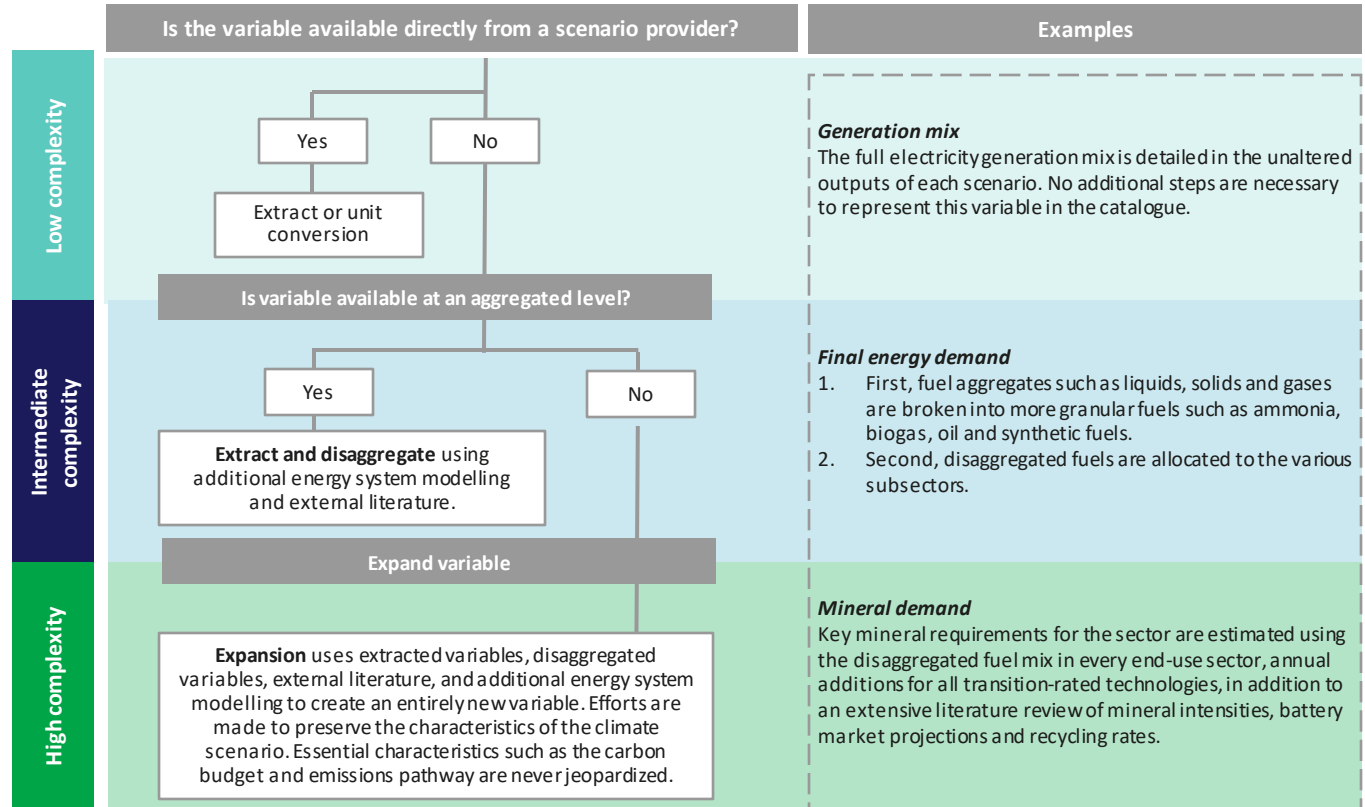 Is the variable available directly from a scenario provider?
Examples
Low complexity
Yes
No
Extract or unit
conversion
Generation mix
The full electricity generation mix is detailed in the unaltered
outputs of each scenario. No additional steps are necessary
to represent this variable in the catalogue.
Is variable available at an aggregated level?
Intermediate
complexity
Yes
No
Extract and disaggregate using
additional energy system modelling
and external literature.
Final energy demand
1. First, fuel aggregates such as liquids, solids and gases
are broken into more granular fuels such as ammonia,
biogas, oil and synthetic fuels.
2. Second, disaggregated fuels are allocated to the various
subsectors.
Expand variable
High complexity
Expansion uses extracted variables, disaggregated
variables, external literature, and additional energy system
modelling to create an entirely new variable. Efforts are
made to preserve the characteristics of the climate
scenario. Essential characteristics such as the carbon
budget and emissions pathway are never jeopardized.
Mineral demand
Key mineral requirements for the sector are estimated using
the disaggregated fuel mix in every end-use sector, annual
additions for all transition-rated technologies, in addition to
an extensive literature review of mineral intensities, battery
market projections and recycling rates.